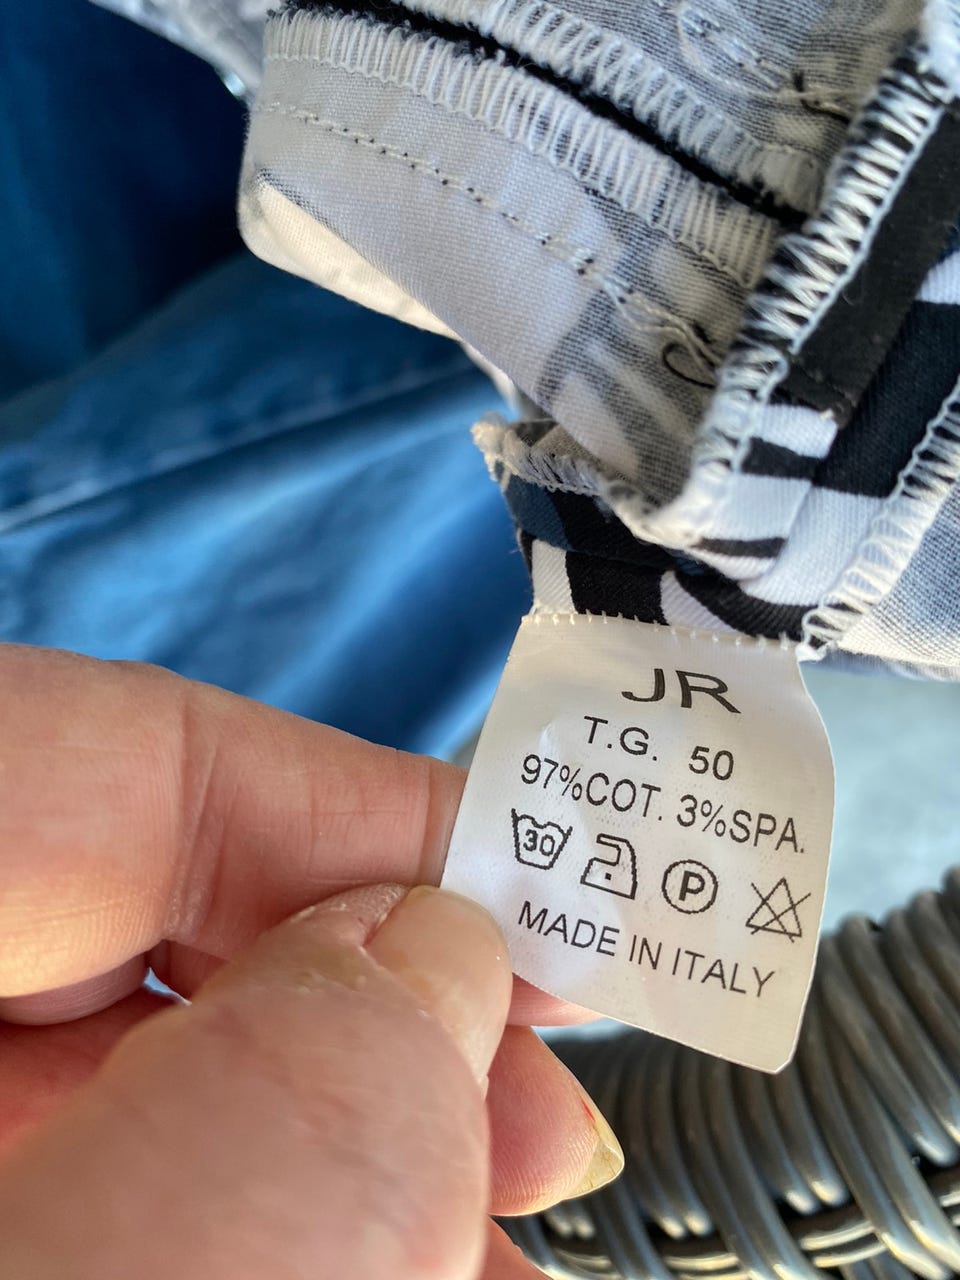 JR
T.G. 50
97%COT. 3%SPA.
30 P
MADE IN ITALY